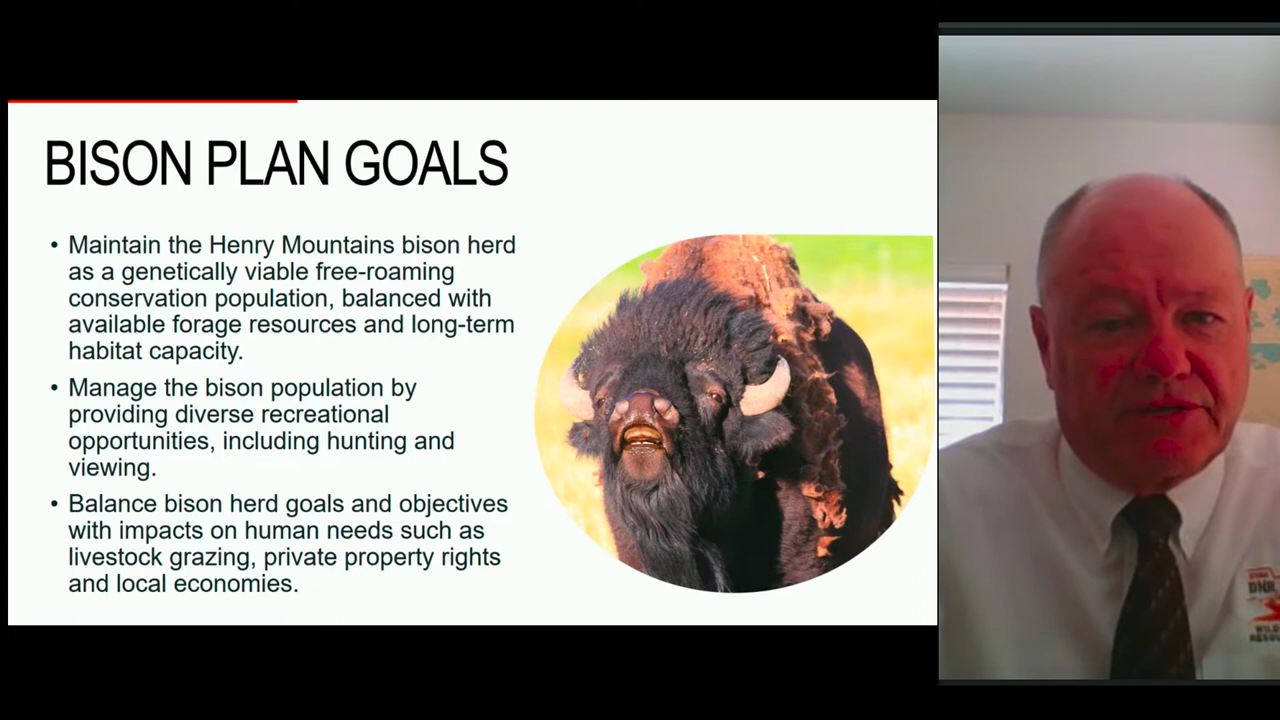 BISON PLAN GOALS
• Maintain the Henry Mountains bison herd
as a genetically viable free-roaming
conservation population, balanced with
available forage resources and long-term
habitat capacity.
• Manage the bison population by
providing diverse recreational
opportunities, including hunting and
viewing.
• Balance bison herd goals and objectives
with impacts on human needs such as
livestock grazing, private property rights
and local economies.
DNR